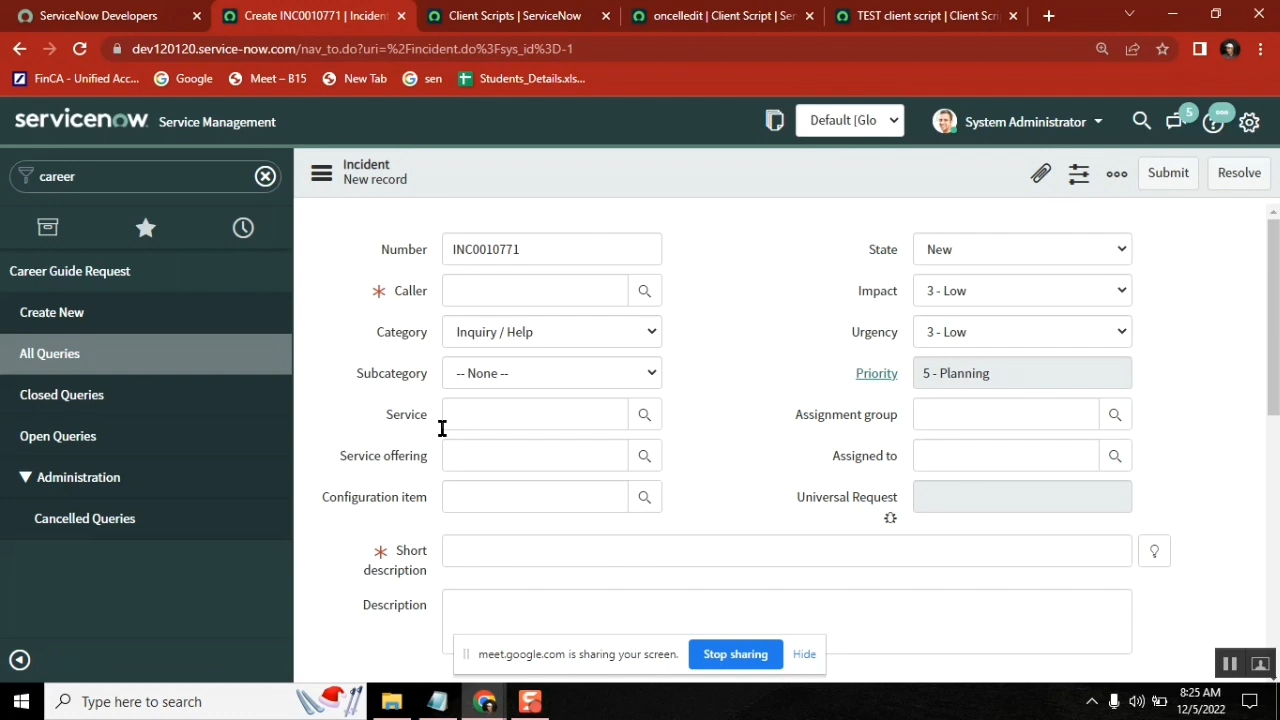 ServiceNow Developers
Create INC0010771 | Incident
Client Scripts | ServiceNow
oncelledit | Client Script | Ser
TEST client script | Client Scri
dev120120.service-now.com/nav_to.do?uri=%2Fincident.do%3Fsys_id%3D-1
FinCA - Unified Acc...
Google
Meet – B15
New Tab
sen
Students_Details.xls...
servicenow Service Management
Default [Glo
System Administrator
5
career
Incident
New record
Submit
Resolve
Career Guide Request
Create New
All Queries
Closed Queries
Open Queries
Administration
Cancelled Queries
Number INC0010771
Caller
Category Inquiry / Help
Subcategory -- None --
Service
Service offering
Configuration item
State New
Impact 3 - Low
Urgency 3 - Low
Priority 5 - Planning
Assignment group
Assigned to
Universal Request
Short
description
Description
meet.google.com is sharing your screen.
Stop sharing
Hide
Type here to search
8:25 AM
12/5/2022